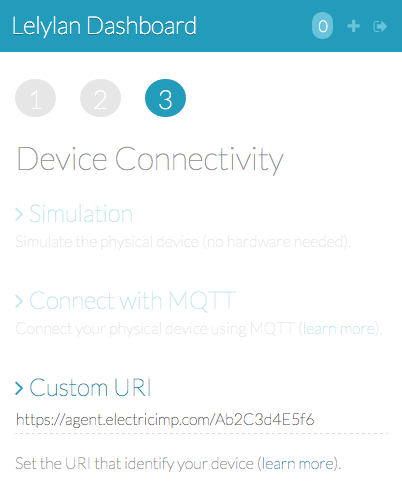 Lelylan Dashboard 0
1 2 3
Device Connectivity
Simulation
Simulate the physical device (no hardware needed).
Connect with MQTT
Connect your physical device using MQTT (learn more).
Custom URI
https://agent.electricimp.com/Ab2C3d4E5f6
Set the URI that identify your device (learn more).